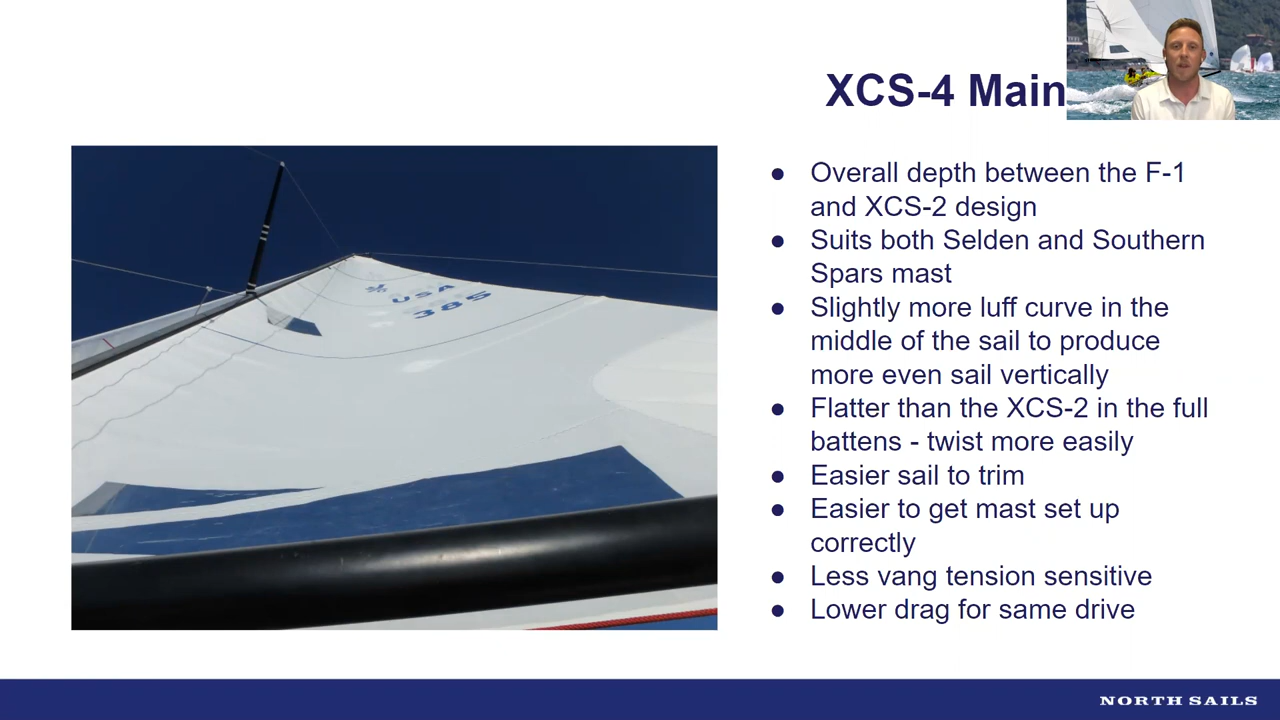 XCS-4 Main
USA
385
● Overall depth between the F-1
and XCS-2 design
● Suits both Selden and Southern
Spars mast
● Slightly more luff curve in the
middle of the sail to produce
more even sail vertically
● Flatter than the XCS-2 in the full
battens - twist more easily
● Easier sail to trim
● Easier to get mast set up
correctly
● Less vang tension sensitive
● Lower drag for same drive
NORTH SAILS